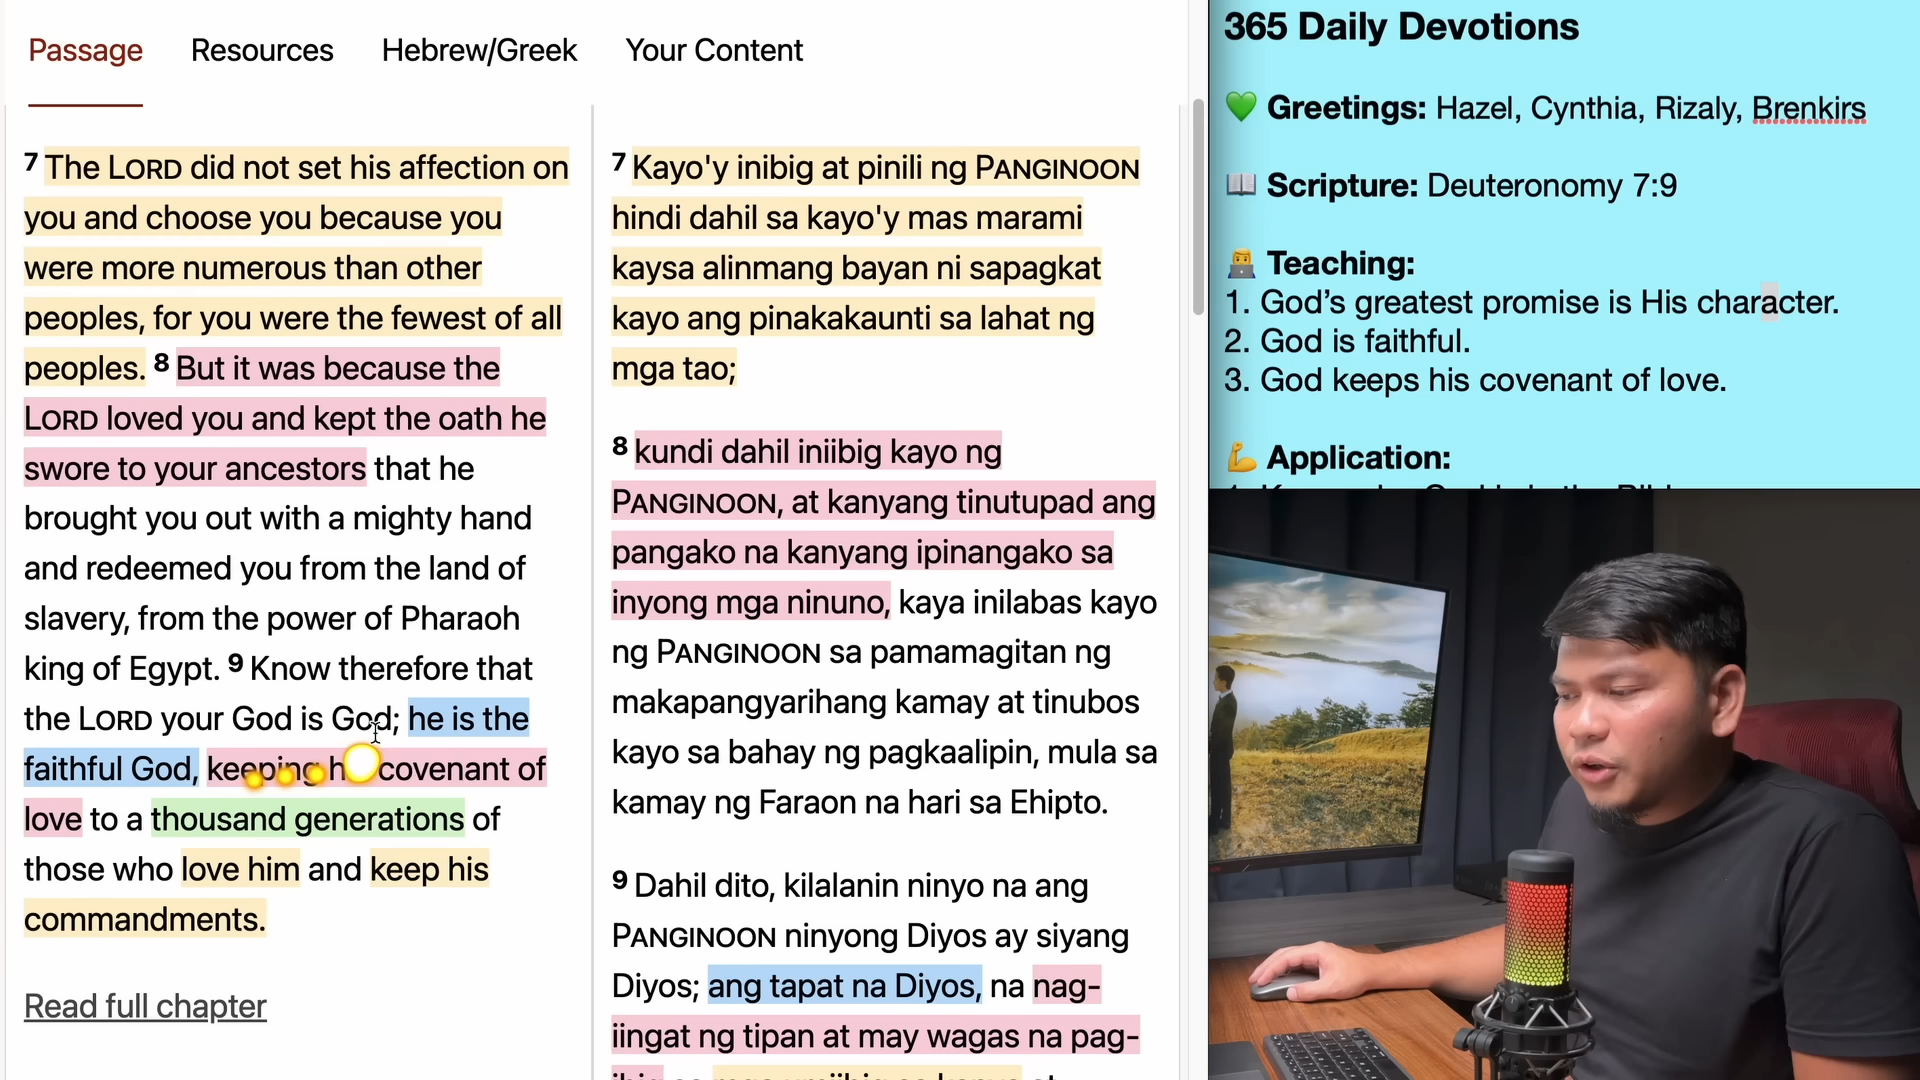 Passage Resources Hebrew/Greek Your Content
7 The LORD did not set his affection on
you and choose you because you
were more numerous than other
peoples, for you were the fewest of all
peoples. 8 But it was because the
LORD loved you and kept the oath he
swore to your ancestors that he
brought you out with a mighty hand
and redeemed you from the land of
slavery, from the power of Pharaoh
king of Egypt. 9 Know therefore that
the LORD your God is God; he is the
faithful God, keeping covenant of
love to a thousand generations of
those who love him and keep his
commandments.
Read full chapter
7 Kayo'y inibig at pinili ng PANGINOON
hindi dahil sa kayo'y mas marami
kaysa alinmang bayan ni sapagkat
kayo ang pinakakaunti sa lahat ng
mga tao;
8 kundi dahil iniibig kayo ng
PANGINOON, at kanyang tinutupad ang
pangako na kanyang ipinangako sa
inyong mga ninuno, kaya inilabas kayo
ng PANGINOON sa pamamagitan ng
makapangyarihang kamay at tinubos
kayo sa bahay ng pagkaalipin, mula sa
kamay ng Faraon na hari sa Ehipto.
9 Dahil dito, kilalanin ninyo na ang
PANGINOON ninyong Diyos ay siyang
Diyos; ang tapat na Diyos, na nag-
iingat ng tipan at may wagas na pag-
365 Daily Devotions
💚 Greetings: Hazel, Cynthia, Rizaly, Brenkirs
📖 Scripture: Deuteronomy 7:9
👨‍💻 Teaching:
1. God’s greatest promise is His character.
2. God is faithful.
3. God keeps his covenant of love.
💪 Application: